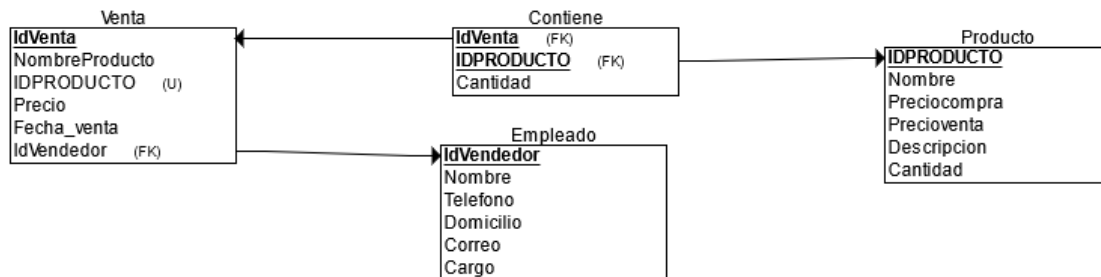 Venta
IdVenta
NombreProducto
IDPRODUCTO (U)
Precio
Fecha_venta
IdVendedor (FK)
Contiene
IdVenta (FK)
IDPRODUCTO (FK)
Cantidad
Empleado
IdVendedor
Nombre
Telefono
Domicilio
Correo
Cargo
Producto
IDPRODUCTO
Nombre
Preciocompra
Precioventa
Descripcion
Cantidad